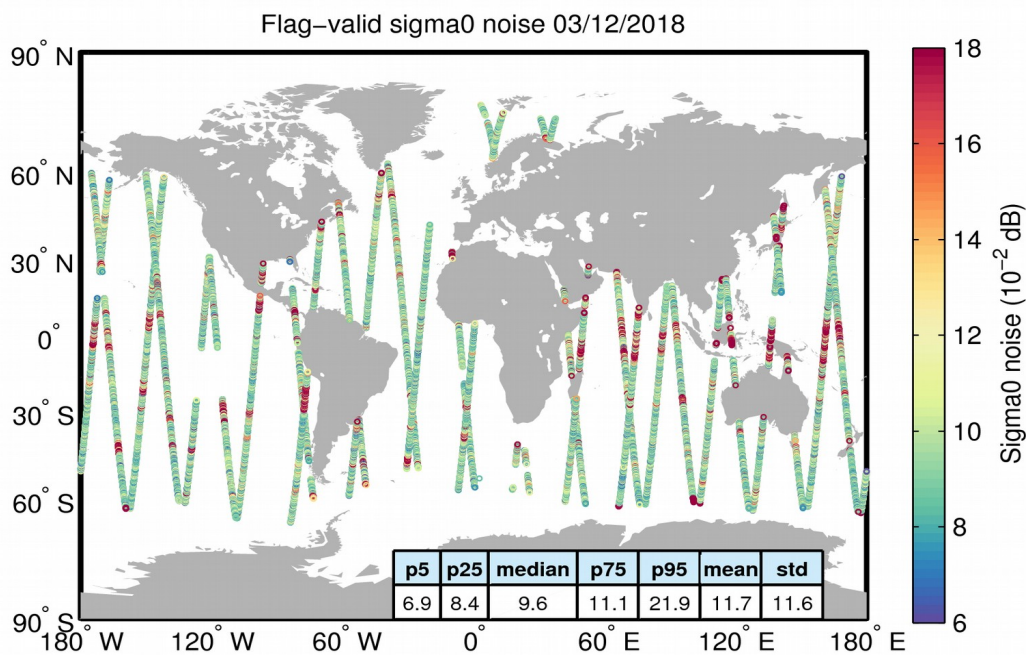 Flag−valid sigma0 noise 03/12/2018
90° N
60° N
30° N
0°
30° S
60° S
90° S
180° W
120° W
60° W
0°
60° E
120° E
180° E
p5 p25 median p75 p95 mean std
6.9 8.4 9.6 11.1 21.9 11.7 11.6
18
16
14
12
10
8
6
Sigma0 noise (10⁻² dB)